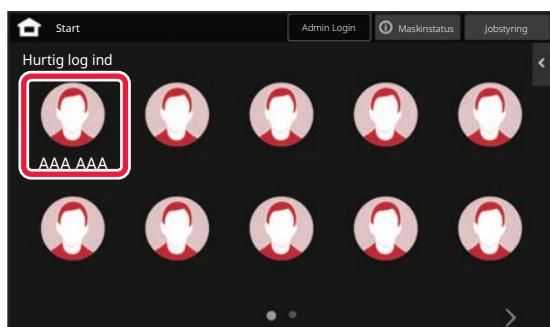 Start
Admin Login
Maskinstatus
Jobstyring
Hurtig log ind
AAA AAA